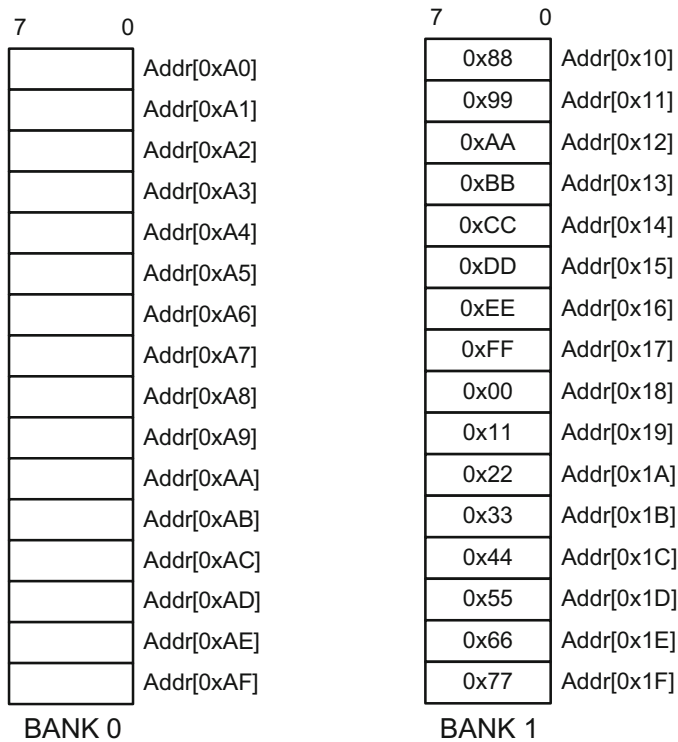 7 0
Addr[0xA0]
Addr[0xA1]
Addr[0xA2]
Addr[0xA3]
Addr[0xA4]
Addr[0xA5]
Addr[0xA6]
Addr[0xA7]
Addr[0xA8]
Addr[0xA9]
Addr[0xAA]
Addr[0xAB]
Addr[0xAC]
Addr[0xAD]
Addr[0xAE]
Addr[0xAF]
BANK 0
7 0
0x88 Addr[0x10]
0x99 Addr[0x11]
0xAA Addr[0x12]
0xBB Addr[0x13]
0xCC Addr[0x14]
0xDD Addr[0x15]
0xEE Addr[0x16]
0xFF Addr[0x17]
0x00 Addr[0x18]
0x11 Addr[0x19]
0x22 Addr[0x1A]
0x33 Addr[0x1B]
0x44 Addr[0x1C]
0x55 Addr[0x1D]
0x66 Addr[0x1E]
0x77 Addr[0x1F]
BANK 1